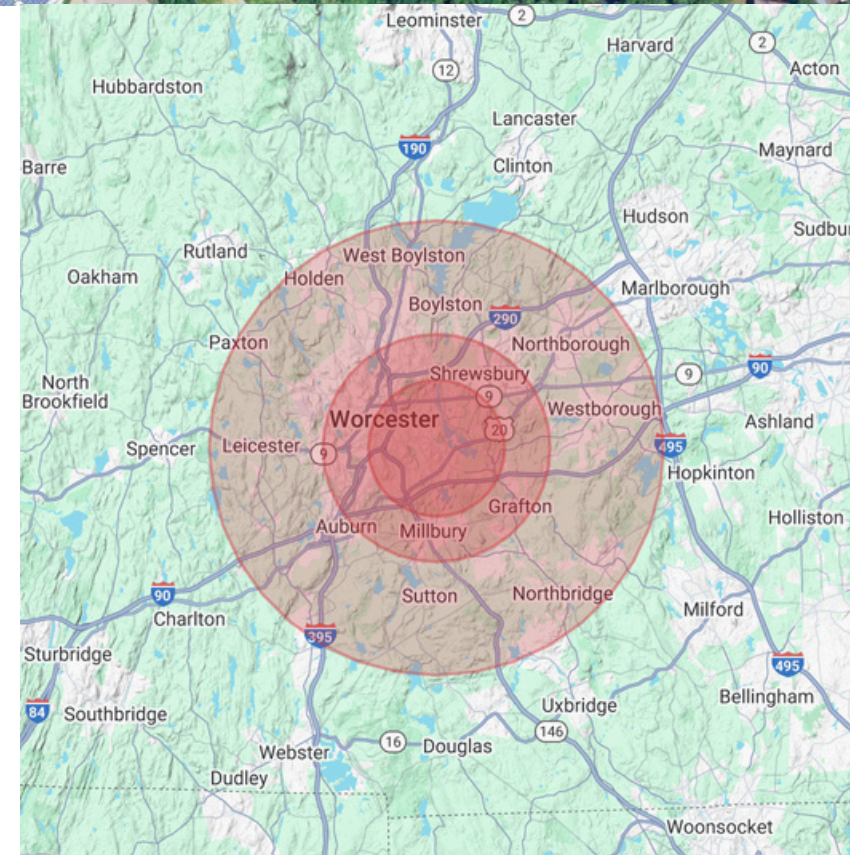 Leominster
2
Harvard
2
12
Acton
Hubbardston
Lancaster
190
Maynard
Barre
Clinton
Hudson
Sudbur
Rutland
West Boylston
Oakham
Holden
Marlborough
Boylston
290
Paxton
Northborough
9
90
Shrewsbury
North
Brookfield
9
Westborough
Worcester
Ashland
20
Spencer
Leicester
9
495
Hopkinton
Grafton
Holliston
Auburn
Millbury
90
Sutton
Northbridge
Milford
Charlton
395
Sturbridge
495
Bellingham
84
Southbridge
Uxbridge
146
16
Douglas
Webster
Dudley
Woonsocket